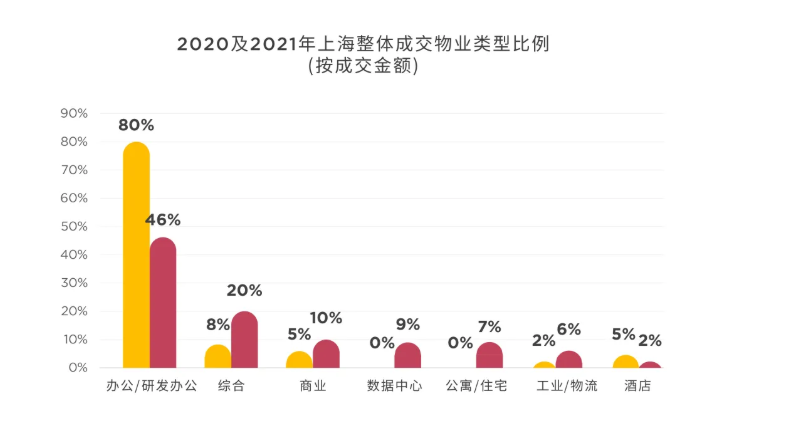 2020及2021年上海整体成交物业类型比例
(按成交金额)
90%
80%
70%
60%
50%
40%
30%
20%
10%
0%
80%
46%
8%
20%
5%
10%
0%
9%
0%
7%
2%
6%
5%
2%
办公/研发办公
综合
商业
数据中心
公寓/住宅
工业/物流
酒店